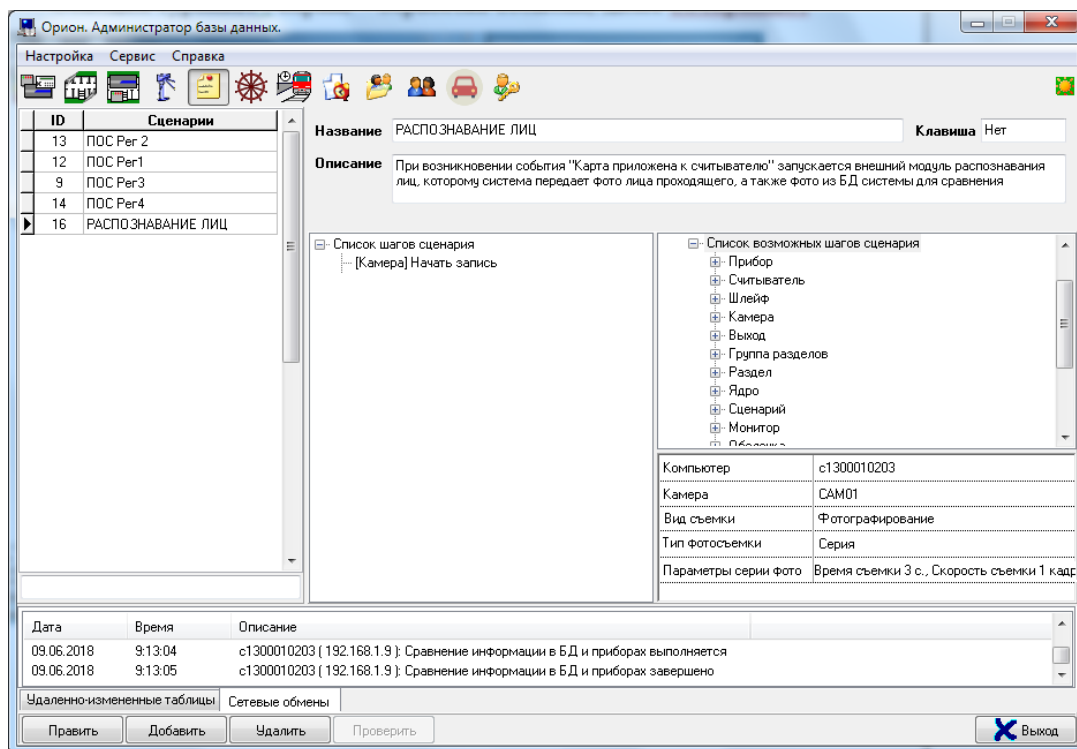 Орион. Администратор базы данных.
Настройка Сервис Справка
ID Сценарии
13 ПОС Рег 2
12 ПОС Рег1
9 ПОС Рег3
14 ПОС Рег4
16 РАСПОЗНАВАНИЕ ЛИЦ
Название РАСПОЗНАВАНИЕ ЛИЦ Клавиша Нет
Описание При возникновении события "Карта приложена к считывателю" запускается внешний модуль распознавания
лиц, которому система передает фото лица проходящего, а также фото из БД системы для сравнения
Список шагов сценария
[Камера] Начать запись
Список возможных шагов сценария
Прибор
Считыватель
Шлейф
Камера
Выход
Группа разделов
Раздел
Ядро
Сценарий
Монитор
Оболочка
Компьютер c1300010203
Камера CAM01
Вид съемки Фотографирование
Тип фотосъемки Серия
Параметры серии фото Время съемки 3 с., Скорость съемки 1 кадр
Дата Время Описание
09.06.2018 9:13:04 c1300010203 ( 192.168.1.9 ): Сравнение информации в БД и приборах выполняется
09.06.2018 9:13:05 c1300010203 ( 192.168.1.9 ): Сравнение информации в БД и приборах завершено
Удаленно-измененные таблицы Сетевые обмены
Править Добавить Удалить Проверить Выход